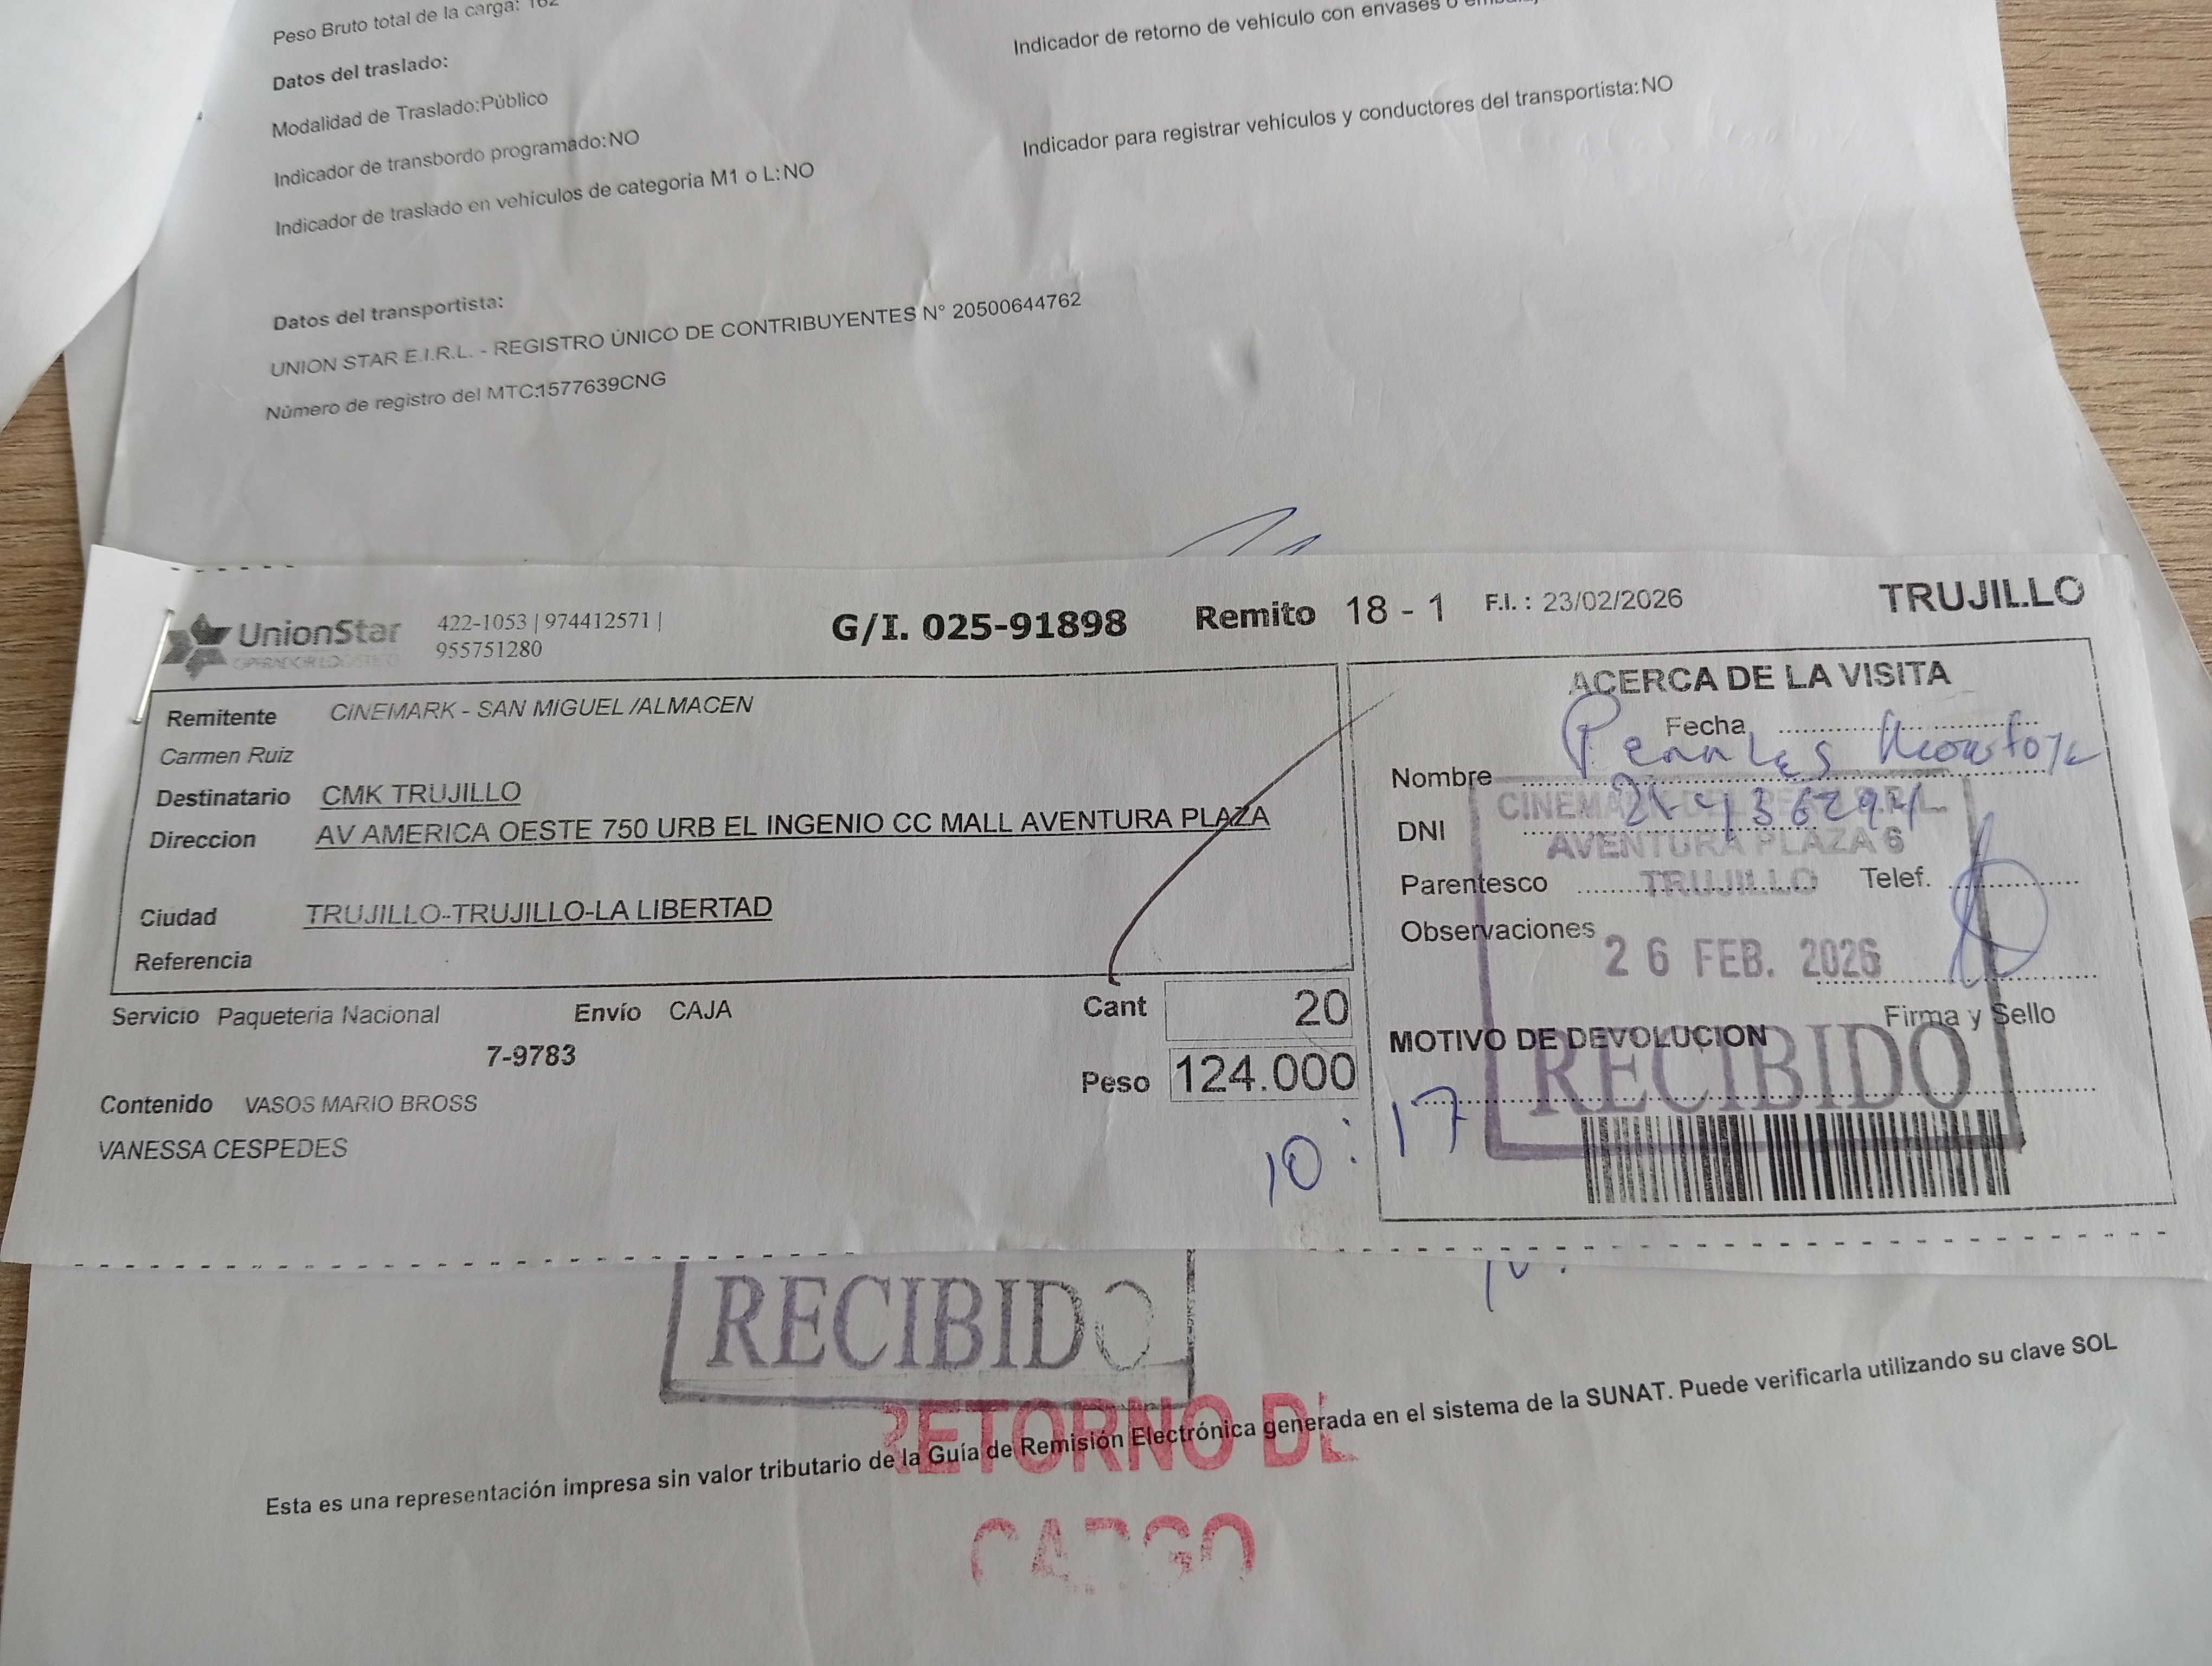 Peso Bruto total de la carga: 162
Indicador de retorno de vehículo con envases o
Datos del traslado:
Modalidad de Traslado:Público
Indicador para registrar vehículos y conductores del transportista:NO
Indicador de transbordo programado:NO
Indicador de traslado en vehículos de categoría M1 o L:NO
Datos del transportista:
UNION STAR E.I.R.L. - REGISTRO ÚNICO DE CONTRIBUYENTES N° 20500644762
Número de registro del MTC:1577639CNG
UnionStar
OPERADOR LOGISTICO
422-1053 | 974412571 |
955751280
G/I. 025-91898
Remito 18 - 1
F.I. : 23/02/2026
TRUJILLO
Remitente CINEMARK - SAN MIGUEL /ALMACEN
Carmen Ruiz
Destinatario CMK TRUJILLO
Direccion AV AMERICA OESTE 750 URB EL INGENIO CC MALL AVENTURA PLAZA
Ciudad TRUJILLO-TRUJILLO-LA LIBERTAD
Referencia
Servicio Paqueteria Nacional
Envío CAJA
7-9783
Cant 20
Peso 124.000
Contenido VASOS MARIO BROSS
VANESSA CESPEDES
ACERCA DE LA VISITA
Fecha
Nombre
DNI
CINEMARK DEL PERU S.R.L.
AVENTURA PLAZA 6
Parentesco
TRUJILLO
Telef.
Observaciones
26 FEB. 2026
Firma y Sello
MOTIVO DE DEVOLUCION
RECIBIDO
10:17
RECIBIDO
RETORNO DE
CARGO
Esta es una representación impresa sin valor tributario de la Guía de Remisión Electrónica generada en el sistema de la SUNAT. Puede verificarla utilizando su clave SOL